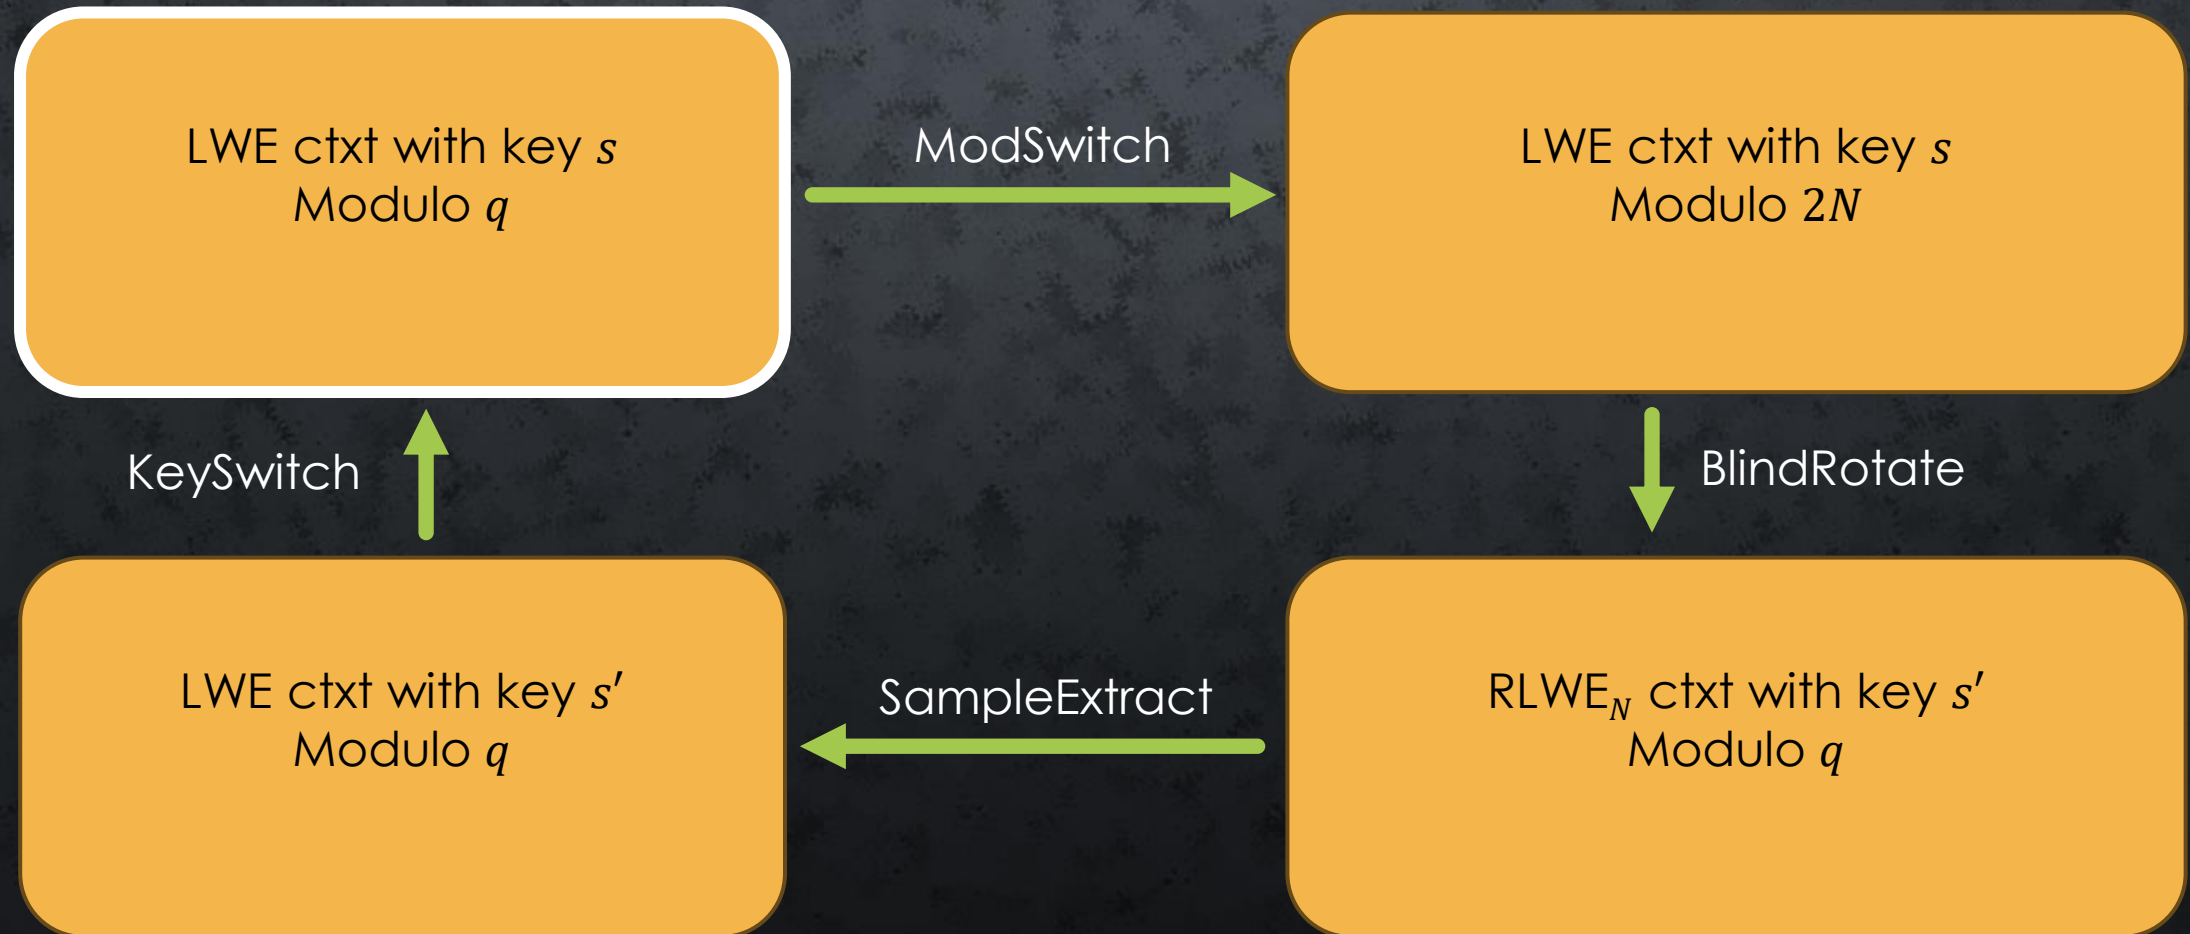 LWE ctxt with key s
Modulo q
ModSwitch
LWE ctxt with key s
Modulo 2N
KeySwitch
BlindRotate
LWE ctxt with key s′
Modulo q
SampleExtract
RLWE_N ctxt with key s′
Modulo q